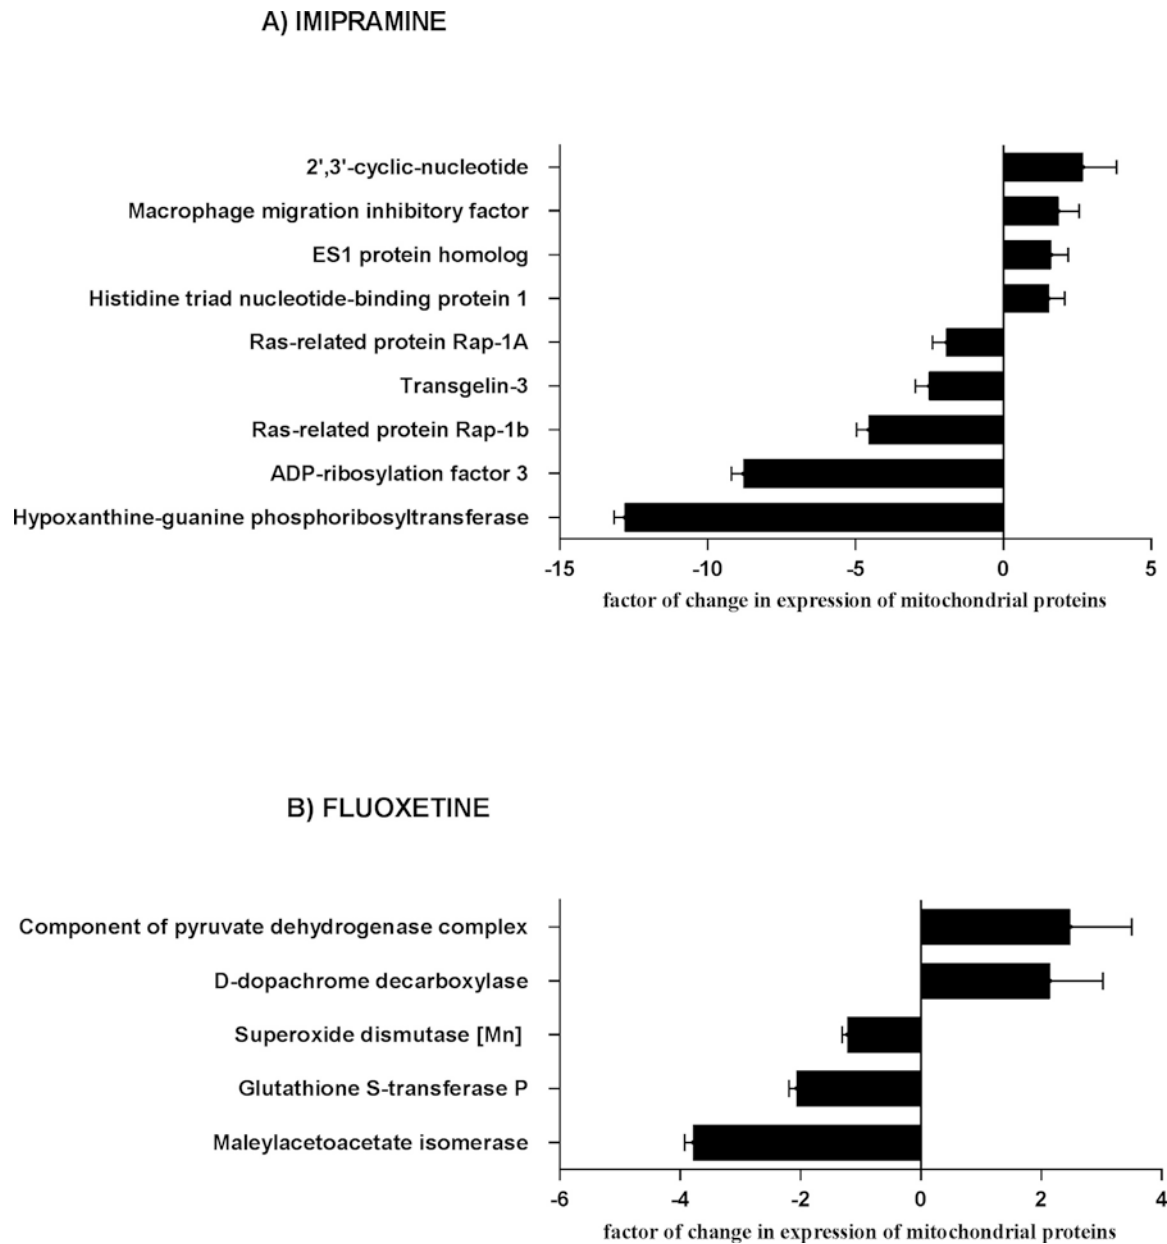 A) IMIPRAMINE
2',3'-cyclic-nucleotide
Macrophage migration inhibitory factor
ES1 protein homolog
Histidine triad nucleotide-binding protein 1
Ras-related protein Rap-1A
Transgelin-3
Ras-related protein Rap-1b
ADP-ribosylation factor 3
Hypoxanthine-guanine phosphoribosyltransferase
-15 -10 -5 0 5
factor of change in expression of mitochondrial proteins
B) FLUOXETINE
Component of pyruvate dehydrogenase complex
D-dopachrome decarboxylase
Superoxide dismutase [Mn]
Glutathione S-transferase P
Maleylacetoacetate isomerase
-6 -4 -2 0 2 4
factor of change in expression of mitochondrial proteins